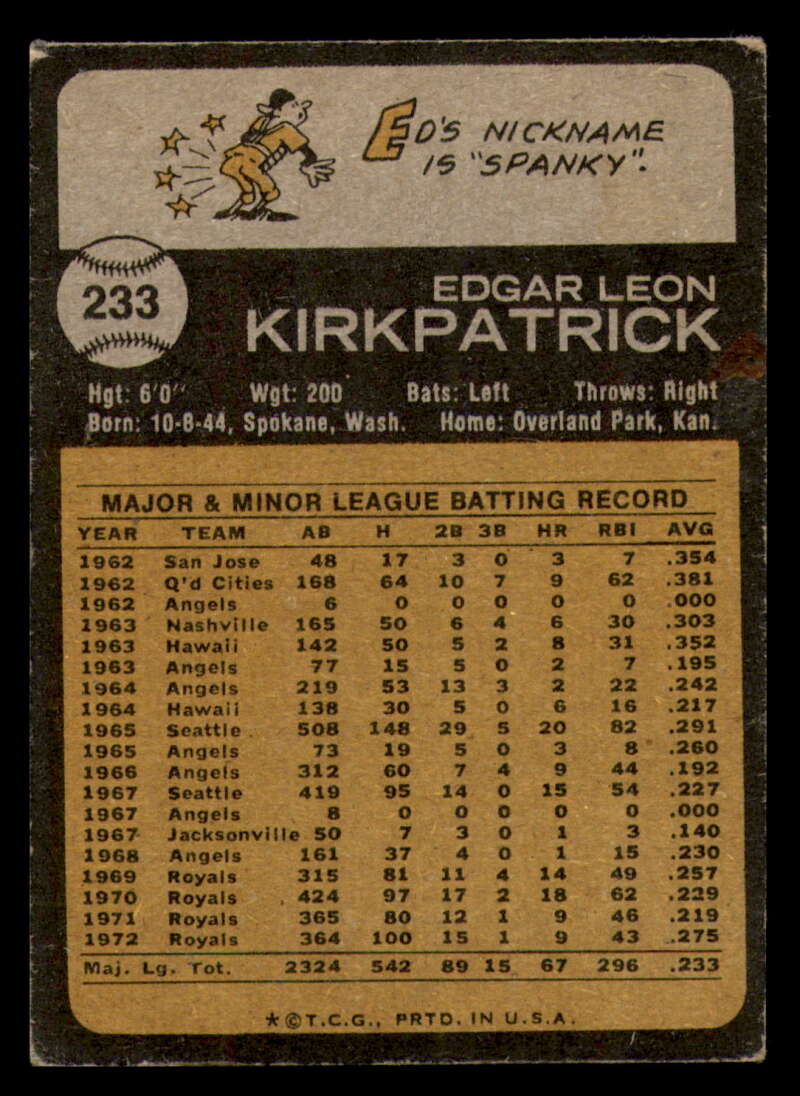 ED'S NICKNAME
IS "SPANKY".
233
EDGAR LEON
KIRKPATRICK
Hgt: 6'0" Wgt: 200 Bats: Left Throws: Right
Born: 10-8-44, Spokane, Wash. Home: Overland Park, Kan.
MAJOR & MINOR LEAGUE BATTING RECORD
YEAR TEAM AB H 2B 3B HR RBI AVG
1962 San Jose 48 17 3 0 3 7 .354
1962 Q'd Cities 168 64 10 7 9 62 .381
1962 Angels 6 0 0 0 0 0 .000
1963 Nashville 165 50 6 4 6 30 .303
1963 Hawaii 142 50 5 2 8 31 .352
1963 Angels 77 15 5 0 2 7 .195
1964 Angels 219 53 13 3 2 22 .242
1964 Hawaii 138 30 5 0 6 16 .217
1965 Seattle 508 148 29 5 20 82 .291
1965 Angels 73 19 5 0 3 8 .260
1966 Angels 312 60 7 4 9 44 .192
1967 Seattle 419 95 14 0 15 54 .227
1967 Angels 8 0 0 0 0 0 .000
1967 Jacksonville 50 7 3 0 1 3 .140
1968 Angels 161 37 4 0 1 15 .230
1969 Royals 315 81 11 4 14 49 .257
1970 Royals 424 97 17 2 18 62 .229
1971 Royals 365 80 12 1 9 46 .219
1972 Royals 364 100 15 1 9 43 .275
Maj. Lg. Tot. 2324 542 89 15 67 296 .233
*©T.C.G., PRTD. IN U.S.A.